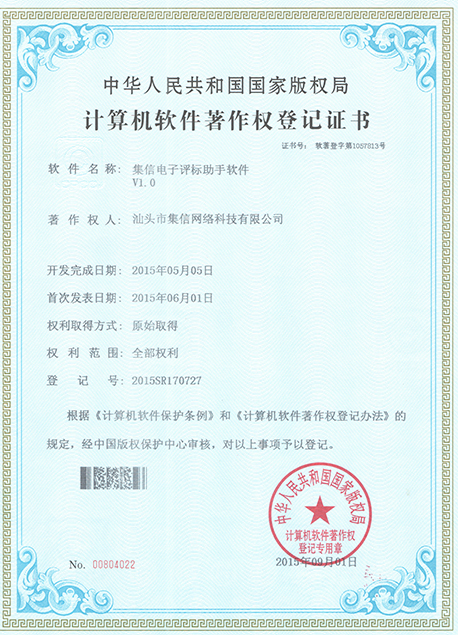 中华人民共和国国家版权局
计算机软件著作权登记证书
证书号: 软著登字第1057813号
软件名称: 集信电子评标助手软件
V1.0
著作权人: 汕头市集信网络科技有限公司
开发完成日期: 2015年05月05日
首次发表日期: 2015年06月01日
权利取得方式: 原始取得
权利范围: 全部权利
登记号: 2015SR170727
根据《计算机软件保护条例》和《计算机软件著作权登记办法》的
规定，经中国版权保护中心审核，对以上事项予以登记。
中华人民共和国国家版权局
计算机软件著作权
登记专用章
No. 00804022
2015年09月01日